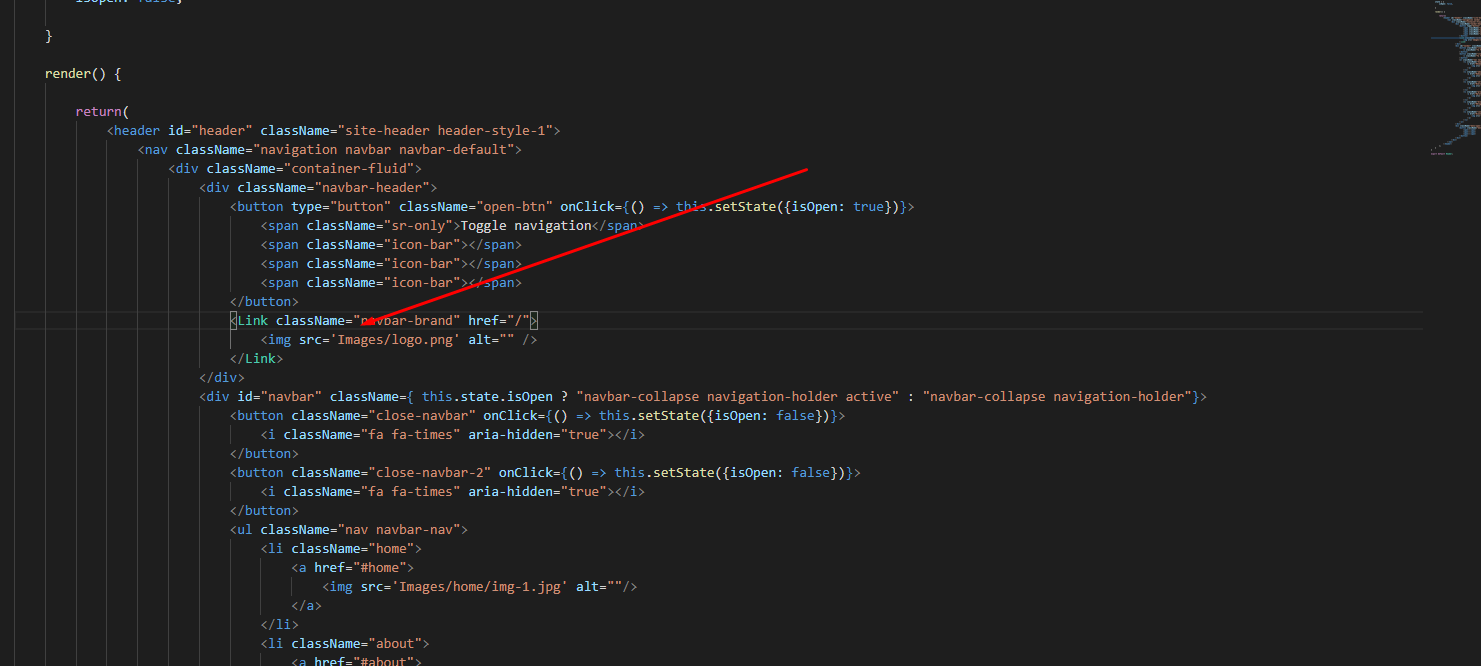 isOpen: false,
}
render() {
return(
<header id="header" className="site-header header-style-1">
<nav className="navigation navbar navbar-default">
<div className="container-fluid">
<div className="navbar-header">
<button type="button" className="open-btn" onClick={() => this.setState({isOpen: true})}>
<span className="sr-only">Toggle navigation</span>
<span className="icon-bar"></span>
<span className="icon-bar"></span>
<span className="icon-bar"></span>
</button>
<Link className="navbar-brand" href="/">
<img src='Images/logo.png' alt="" />
</Link>
</div>
<div id="navbar" className={ this.state.isOpen ? "navbar-collapse navigation-holder active" : "navbar-collapse navigation-holder"}>
<button className="close-navbar" onClick={() => this.setState({isOpen: false})}>
<i className="fa fa-times" aria-hidden="true"></i>
</button>
<button className="close-navbar-2" onClick={() => this.setState({isOpen: false})}>
<i className="fa fa-times" aria-hidden="true"></i>
</button>
<ul className="nav navbar-nav">
<li className="home">
<a href="#home">
<img src='Images/home/img-1.jpg' alt=""/>
</a>
</li>
<li className="about">
<a href="#about">